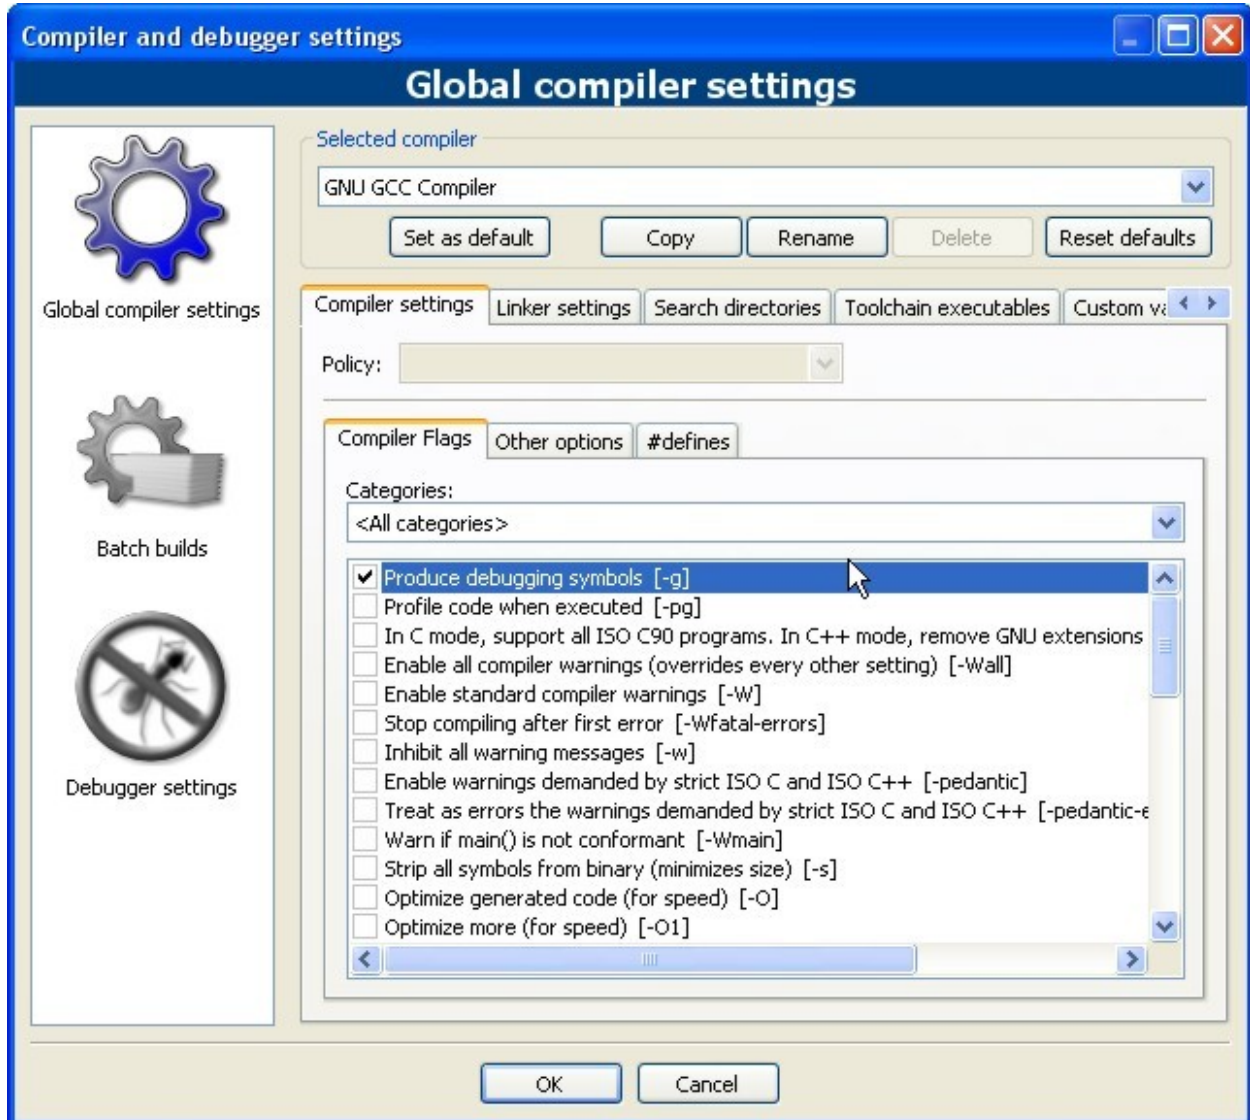 Compiler and debugger settings
Global compiler settings
Selected compiler
GNU GCC Compiler
Set as default Copy Rename Delete Reset defaults
Global compiler settings
Batch builds
Debugger settings
Compiler settings Linker settings Search directories Toolchain executables Custom va
Policy:
Compiler Flags Other options #defines
Categories:
<All categories>
Produce debugging symbols [-g]
Profile code when executed [-pg]
In C mode, support all ISO C90 programs. In C++ mode, remove GNU extensions
Enable all compiler warnings (overrides every other setting) [-Wall]
Enable standard compiler warnings [-W]
Stop compiling after first error [-Wfatal-errors]
Inhibit all warning messages [-w]
Enable warnings demanded by strict ISO C and ISO C++ [-pedantic]
Treat as errors the warnings demanded by strict ISO C and ISO C++ [-pedantic-e
Warn if main() is not conformant [-Wmain]
Strip all symbols from binary (minimizes size) [-s]
Optimize generated code (for speed) [-O]
Optimize more (for speed) [-O1]
OK Cancel